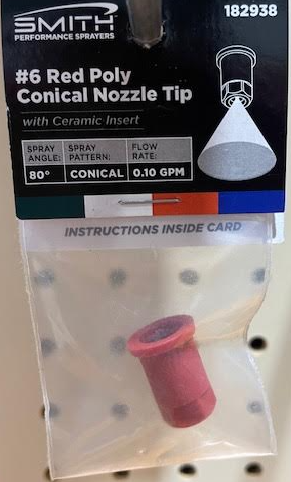 SMITH
PERFORMANCE SPRAYERS
182938
#6 Red Poly
Conical Nozzle Tip
with Ceramic Insert
SPRAY ANGLE: SPRAY PATTERN: FLOW RATE:
80° CONICAL 0.10 GPM
INSTRUCTIONS INSIDE CARD